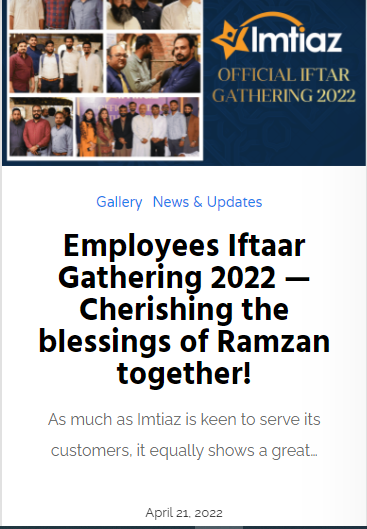 Imtiaz
OFFICIAL IFTAR
GATHERING 2022
Gallery News & Updates
Employees Iftaar
Gathering 2022 —
Cherishing the
blessings of Ramzan
together!
As much as Imtiaz is keen to serve its
customers, it equally shows a great...
April 21, 2022